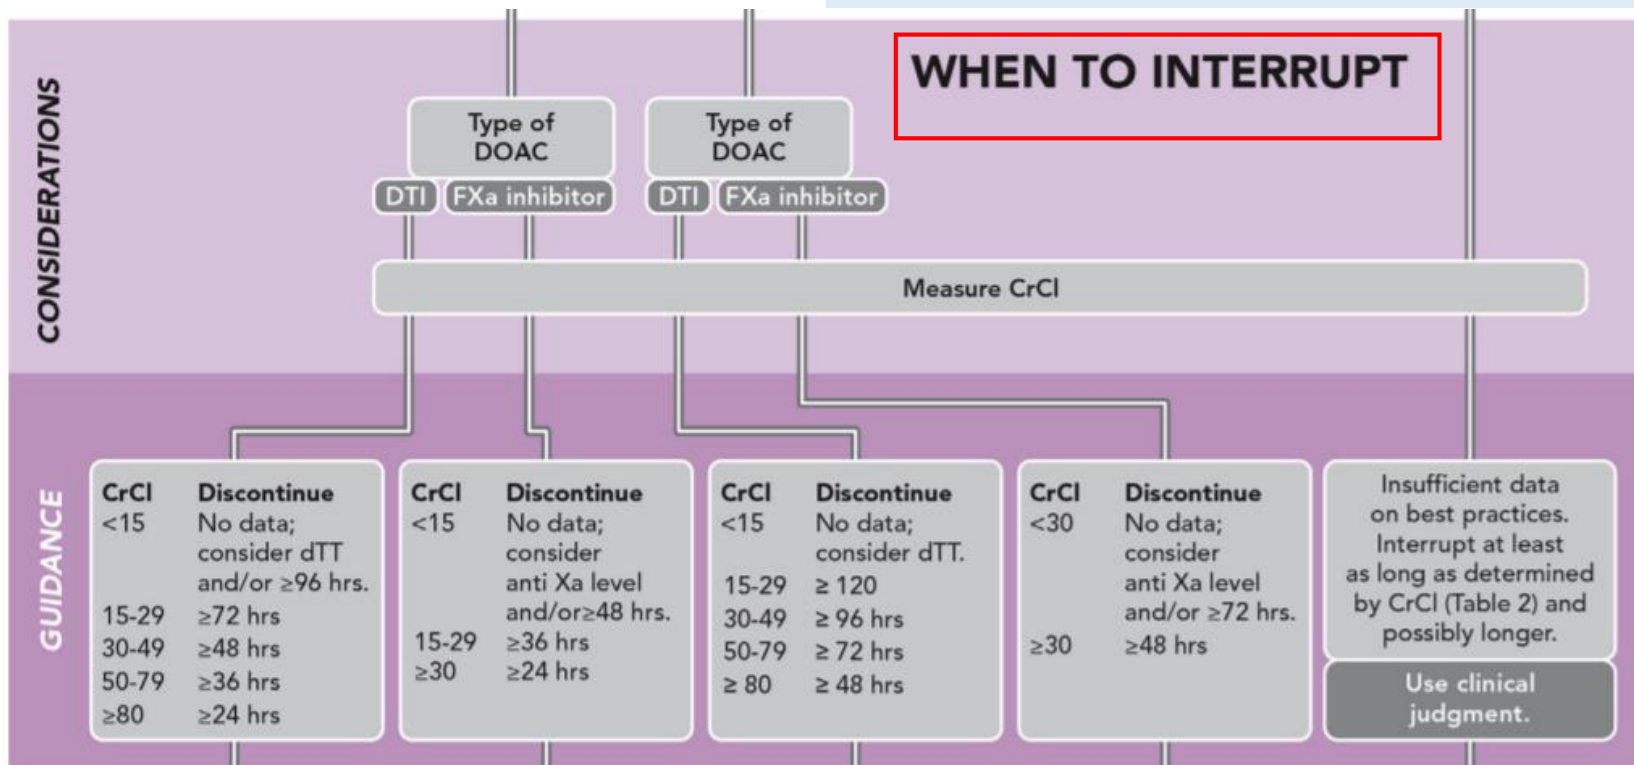 WHEN TO INTERRUPT
CONSIDERATIONS
Type of
DOAC
DTI
FXa inhibitor
Type of
DOAC
DTI
FXa inhibitor
Measure CrCl
GUIDANCE
CrCl Discontinue
<15 No data;
consider dTT
and/or ≥96 hrs.
15-29 ≥72 hrs
30-49 ≥48 hrs
50-79 ≥36 hrs
≥80 ≥24 hrs
CrCl Discontinue
<15 No data;
consider
anti Xa level
and/or≥48 hrs.
15-29 ≥36 hrs
≥30 ≥24 hrs
CrCl Discontinue
<15 No data;
consider dTT.
15-29 ≥ 120
30-49 ≥ 96 hrs
50-79 ≥ 72 hrs
≥ 80 ≥ 48 hrs
CrCl Discontinue
<30 No data;
consider
anti Xa level
and/or ≥72 hrs.
≥30 ≥48 hrs
Insufficient data
on best practices.
Interrupt at least
as long as determined
by CrCl (Table 2) and
possibly longer.
Use clinical
judgment.